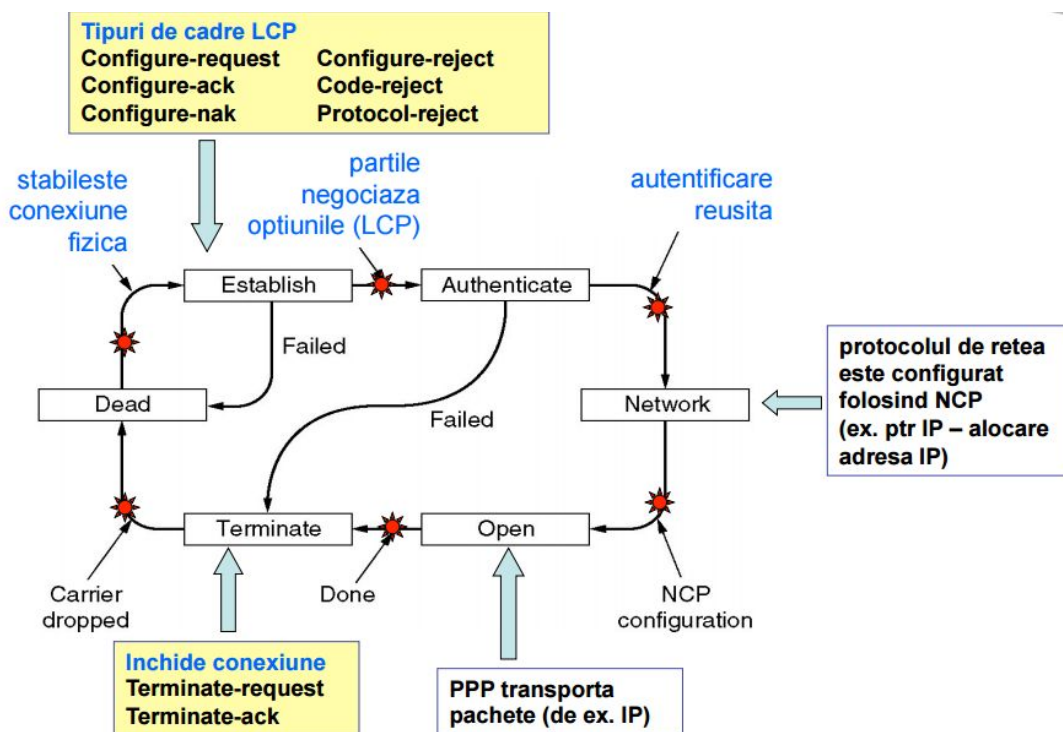 Tipuri de cadre LCP
Configure-request Configure-reject
Configure-ack Code-reject
Configure-nak Protocol-reject
stabileste
conexiune
fizica
partile
negociaza
optiunile (LCP)
autentificare
reusita
Establish
Authenticate
Failed
Dead
Failed
Network
protocolul de retea
este configurat
folosind NCP
(ex. ptr IP – alocare
adresa IP)
Terminate
Open
Carrier
dropped
Done
NCP
configuration
Inchide conexiune
Terminate-request
Terminate-ack
PPP transporta
pachete (de ex. IP)